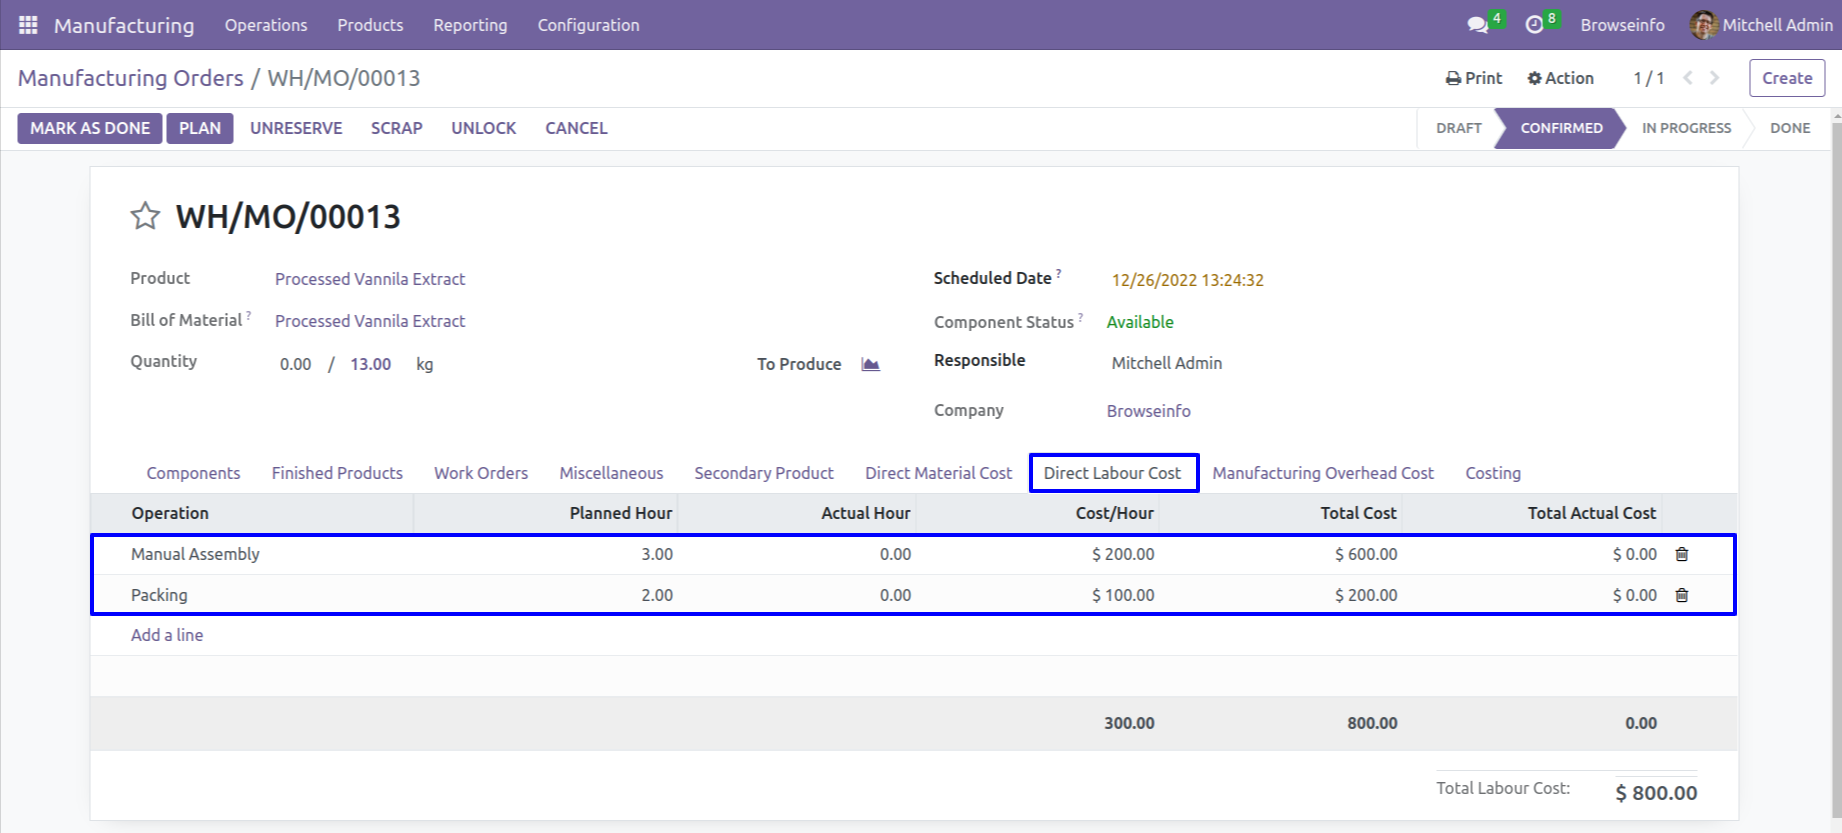 Manufacturing Operations Products Reporting Configuration 4 8 Browseinfo Mitchell Admin
Manufacturing Orders / WH/MO/00013 Print Action 1 / 1 Create
MARK AS DONE PLAN UNRESERVE SCRAP UNLOCK CANCEL DRAFT CONFIRMED IN PROGRESS DONE
WH/MO/00013
Product Processed Vannila Extract Scheduled Date ? 12/26/2022 13:24:32
Bill of Material ? Processed Vannila Extract Component Status ? Available
Quantity 0.00 / 13.00 kg To Produce Responsible Mitchell Admin
Company Browseinfo
Components Finished Products Work Orders Miscellaneous Secondary Product Direct Material Cost Direct Labour Cost Manufacturing Overhead Cost Costing
Operation Planned Hour Actual Hour Cost/Hour Total Cost Total Actual Cost
Manual Assembly 3.00 0.00 $ 200.00 $ 600.00 $ 0.00
Packing 2.00 0.00 $ 100.00 $ 200.00 $ 0.00
Add a line
300.00 800.00 0.00
Total Labour Cost: $ 800.00